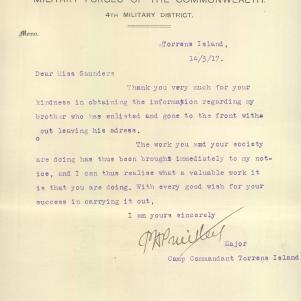 MILITARY FORCES OF THE COMMONWEALTH.
4TH MILITARY DISTRICT.
Memo.
Torrens Island,
14/5/17.
Dear Miss Saunders
Thank you very much for your
kindness in obtaining the information regarding my
brother who has enlisted and gone to the front withe
out leaving his adress.
The work you and your society
are doing has thus been brought immediately to my not-
ice, and I can thus realise what a valuable work it
is that you are doing. With every good wish for your
success in carrying it out,
I am yours sincerely
Major
Camp Commandant Torrens Island